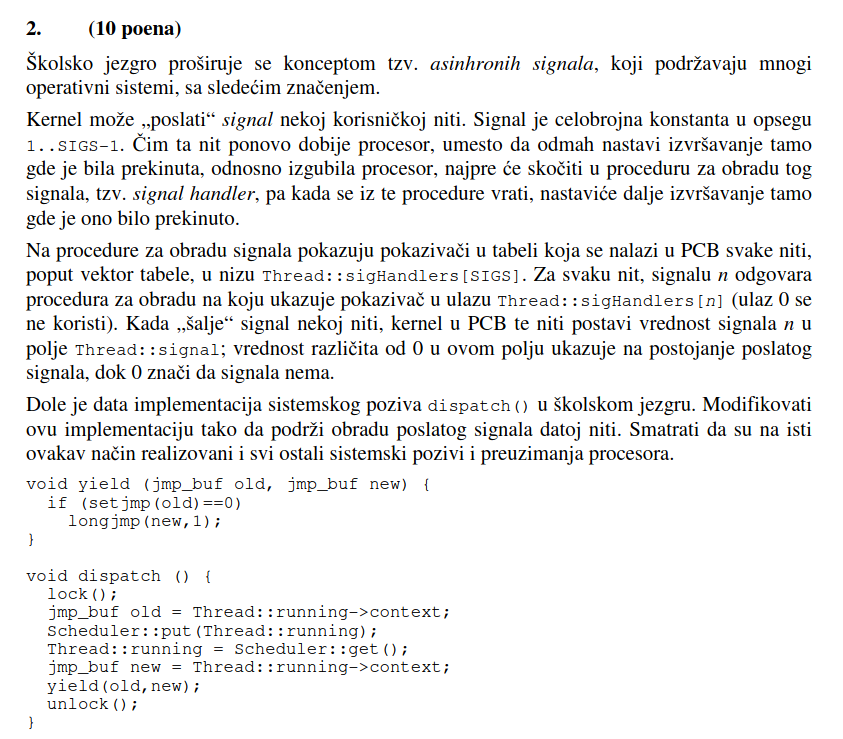 2. (10 poena)
Školsko jezgro proširuje se konceptom tzv. asinhronih signala, koji podržavaju mnogi
operativni sistemi, sa sledećim značenjem.
Kernel može „poslati“ signal nekoj korisničkoj niti. Signal je celobrojna konstanta u opsegu
1..SIGS-1. Čim ta nit ponovo dobije procesor, umesto da odmah nastavi izvršavanje tamo
gde je bila prekinuta, odnosno izgubila procesor, najpre će skočiti u proceduru za obradu tog
signala, tzv. signal handler, pa kada se iz te procedure vrati, nastaviće dalje izvršavanje tamo
gde je ono bilo prekinuto.
Na procedure za obradu signala pokazuju pokazivači u tabeli koja se nalazi u PCB svake niti,
poput vektor tabele, u nizu Thread::sigHandlers[SIGS]. Za svaku nit, signalu n odgovara
procedura za obradu na koju ukazuje pokazivač u ulazu Thread::sigHandlers[n] (ulaz 0 se
ne koristi). Kada „šalje“ signal nekoj niti, kernel u PCB te niti postavi vrednost signala n u
polje Thread::signal; vrednost različita od 0 u ovom polju ukazuje na postojanje poslatog
signala, dok 0 znači da signala nema.
Dole je data implementacija sistemskog poziva dispatch() u školskom jezgru. Modifikovati
ovu implementaciju tako da podrži obradu poslatog signala datoj niti. Smatrati da su na isti
ovakav način realizovani i svi ostali sistemski pozivi i preuzimanja procesora.
void yield (jmp_buf old, jmp_buf new) {
  if (setjmp(old)==0)
    longjmp(new,1);
}
void dispatch () {
  lock();
  jmp_buf old = Thread::running->context;
  Scheduler::put(Thread::running);
  Thread::running = Scheduler::get();
  jmp_buf new = Thread::running->context;
  yield(old,new);
  unlock();
}